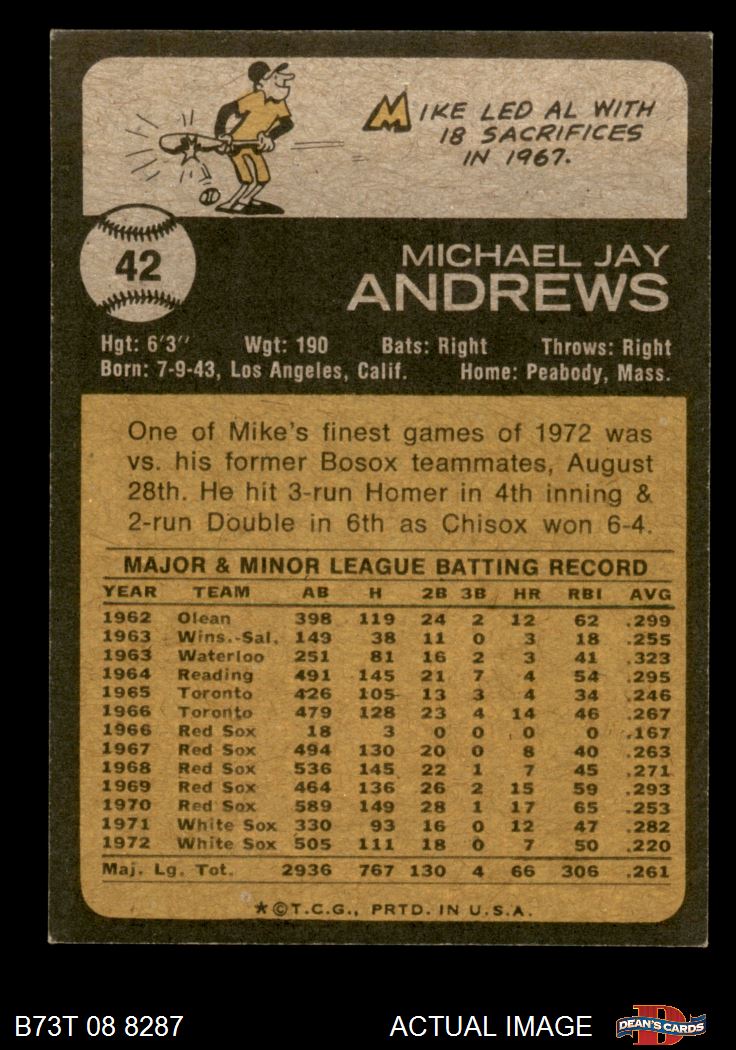 MIKE LED AL WITH
18 SACRIFICES
IN 1967.
42
MICHAEL JAY
ANDREWS
Hgt: 6'3" Wgt: 190 Bats: Right Throws: Right
Born: 7-9-43, Los Angeles, Calif. Home: Peabody, Mass.
One of Mike's finest games of 1972 was
vs. his former Bosox teammates, August
28th. He hit 3-run Homer in 4th inning &
2-run Double in 6th as Chisox won 6-4.
MAJOR & MINOR LEAGUE BATTING RECORD
YEAR TEAM AB H 2B 3B HR RBI AVG
1962 Olean 398 119 24 2 12 62 .299
1963 Wins.-Sal. 149 38 11 0 3 18 .255
1963 Waterloo 251 81 16 2 3 41 .323
1964 Reading 491 145 21 7 4 54 .295
1965 Toronto 426 105 13 3 4 34 .246
1966 Toronto 479 128 23 4 14 46 .267
1966 Red Sox 18 3 0 0 0 0 .167
1967 Red Sox 494 130 20 0 8 40 .263
1968 Red Sox 536 145 22 1 7 45 .271
1969 Red Sox 464 136 26 2 15 59 .293
1970 Red Sox 589 149 28 1 17 65 .253
1971 White Sox 330 93 16 0 12 47 .282
1972 White Sox 505 111 18 0 7 50 .220
Maj. Lg. Tot. 2936 767 130 4 66 306 .261
★©T.C.G., PRTD. IN U.S.A.
B73T 08 8287 ACTUAL IMAGE D DEAN'S CARDS